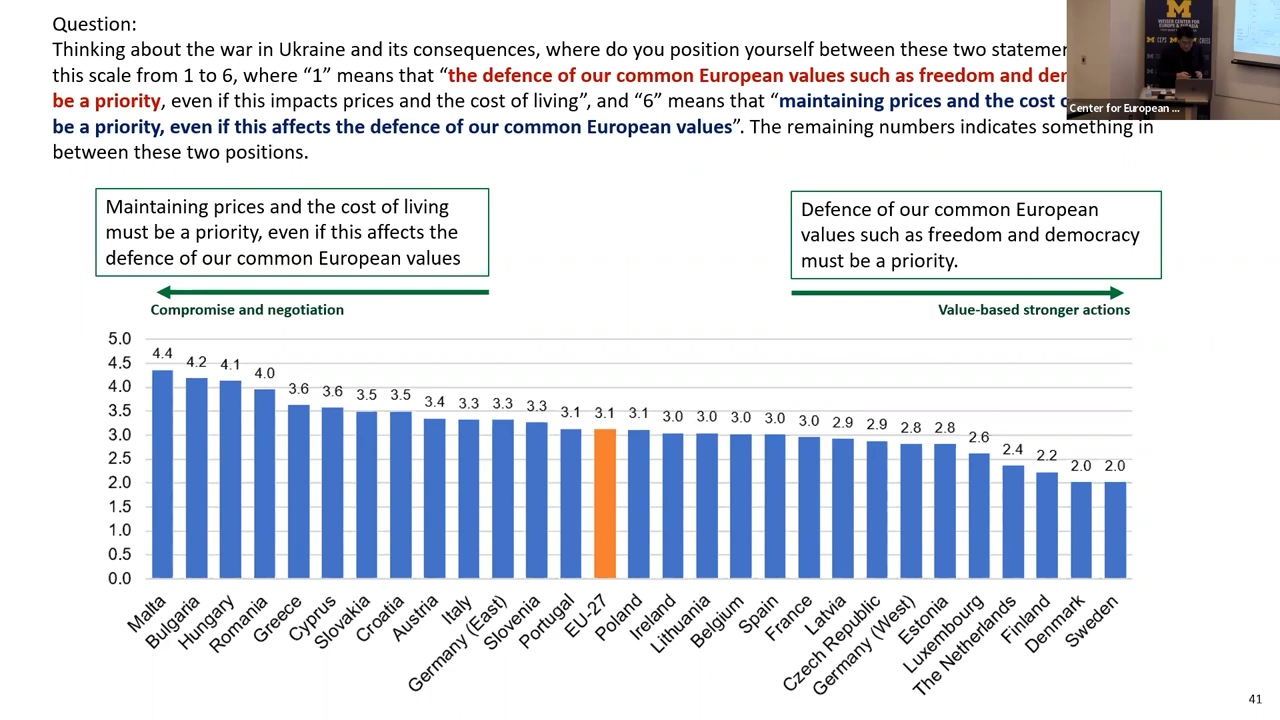 Question:
Thinking about the war in Ukraine and its consequences, where do you position yourself between these two
this scale from 1 to 6, where “1” means that “the defence of our common European values such as freedom and
be a priority, even if this impacts prices and the cost of living”, and “6” means that “maintaining prices and the cost
be a priority, even if this affects the defence of our common European values”. The remaining numbers indicates something in
between these two positions.
Maintaining prices and the cost of living
must be a priority, even if this affects the
defence of our common European values
Defence of our common European
values such as freedom and democracy
must be a priority.
Compromise and negotiation
Value-based stronger actions
5.0
4.5
4.0
3.5
3.0
2.5
2.0
1.5
1.0
0.5
0.0
4.4 4.2 4.1 4.0 3.6 3.6 3.5 3.5 3.4 3.3 3.3 3.3 3.1 3.1 3.1 3.0 3.0 3.0 3.0 3.0 2.9 2.9 2.8 2.8 2.6 2.4 2.2 2.0 2.0
Malta
Bulgaria
Hungary
Romania
Greece
Cyprus
Slovakia
Croatia
Austria
Italy
Germany (East)
Slovenia
Portugal
EU-27
Poland
Ireland
Lithuania
Belgium
Spain
France
Latvia
Czech Republic
Germany (West)
Estonia
Luxembourg
The Netherlands
Finland
Denmark
Sweden
41
M
WEISER CENTER FOR
EUROPE & EURASIA
Center for European ...